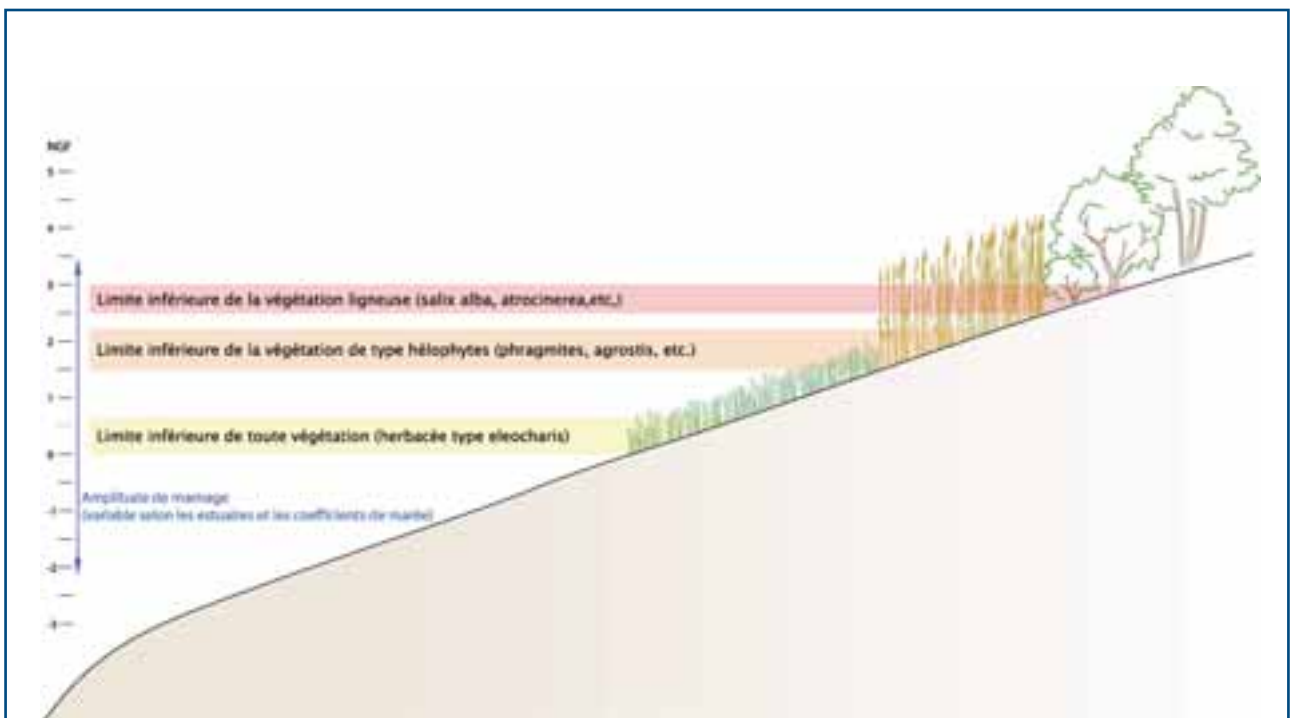 NGF
5
4
3
Limite inférieure de la végétation ligneuse (salix alba, atrocinerea,etc,)
2
Limite inférieure de la végétation de type hélophytes (phragmites, agrostis, etc.)
1
Limite inférieure de toute végétation (herbacée type eleocharis)
0
Amplitude de marnage
-1
(variable selon les estuaires et les coefficients de marée)
-2
-3